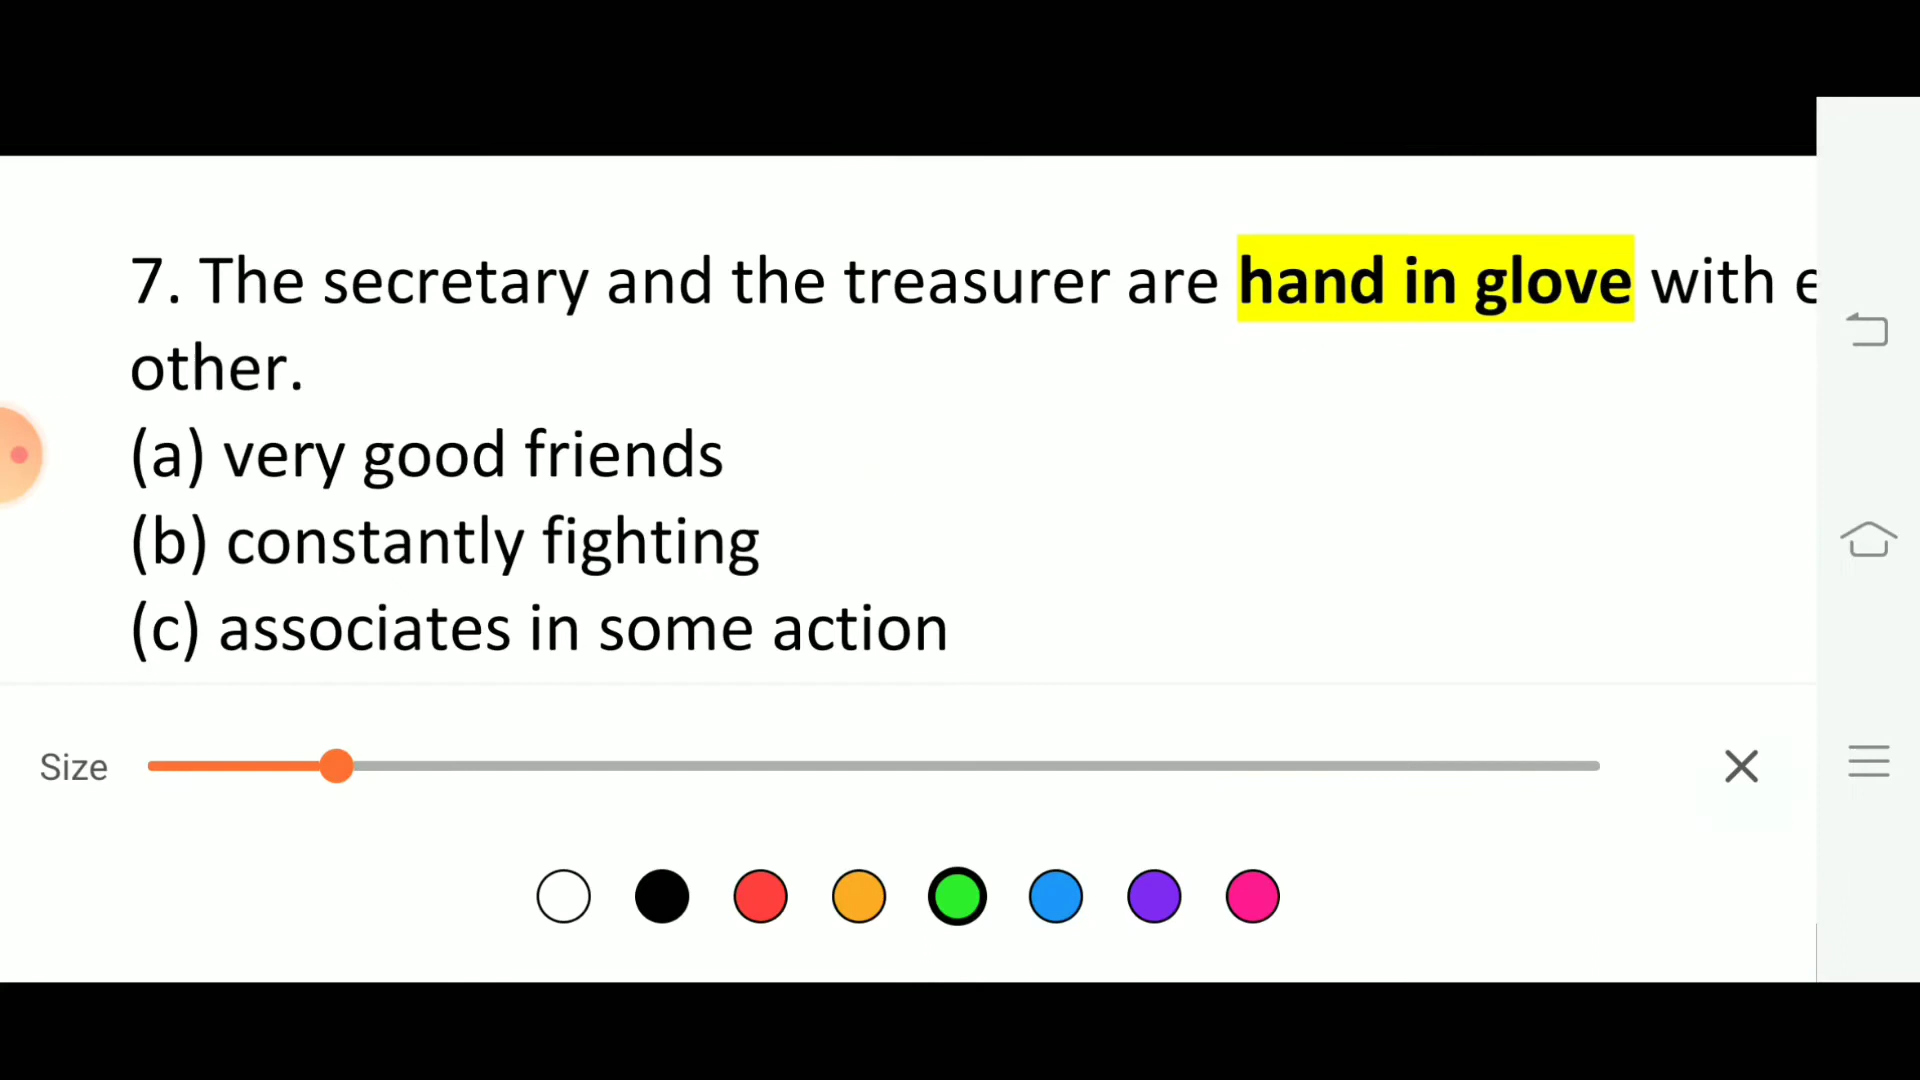 7. The secretary and the treasurer are hand in glove with
other.
(a) very good friends
(b) constantly fighting
(c) associates in some action
Size